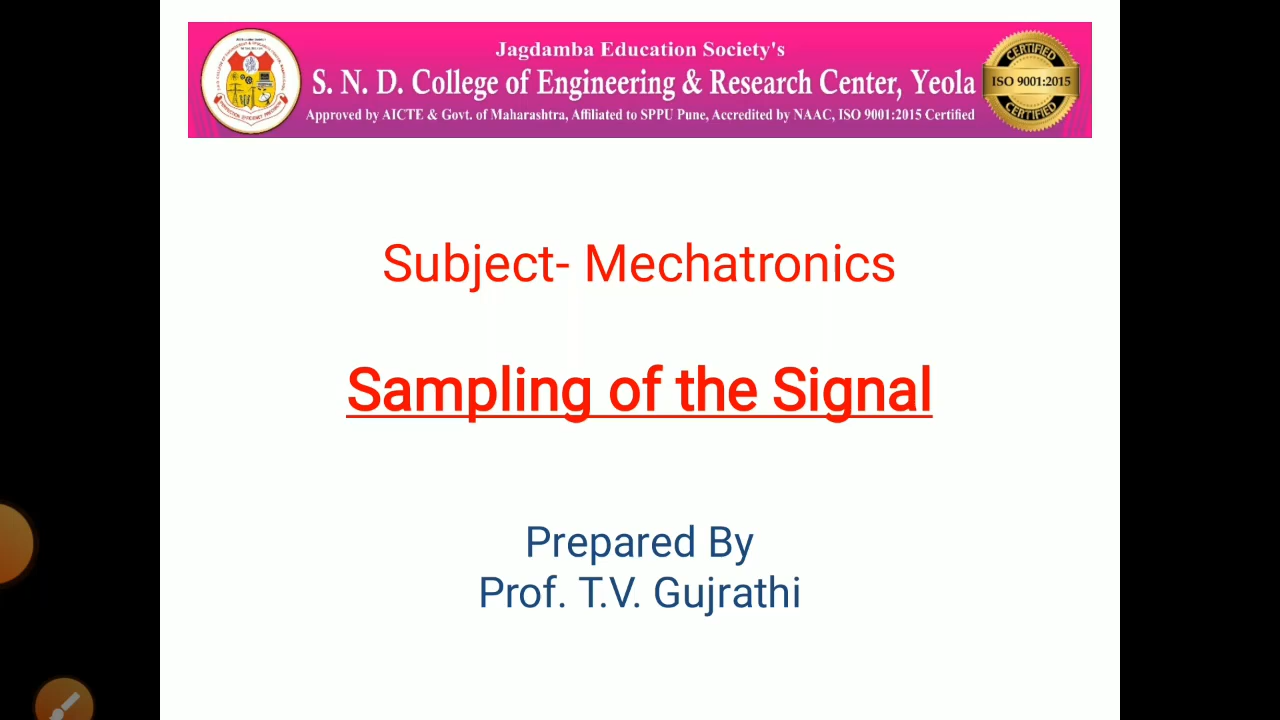 Jagdamba Education Society's
S. N. D. College of Engineering & Research Center, Yeola
Approved by AICTE & Govt. of Maharashtra, Affiliated to SPPU Pune, Accredited by NAAC, ISO 9001:2015 Certified
CERTIFIED
ISO 9001:2015
CERTIFIED
Subject- Mechatronics
Sampling of the Signal
Prepared By
Prof. T.V. Gujrathi